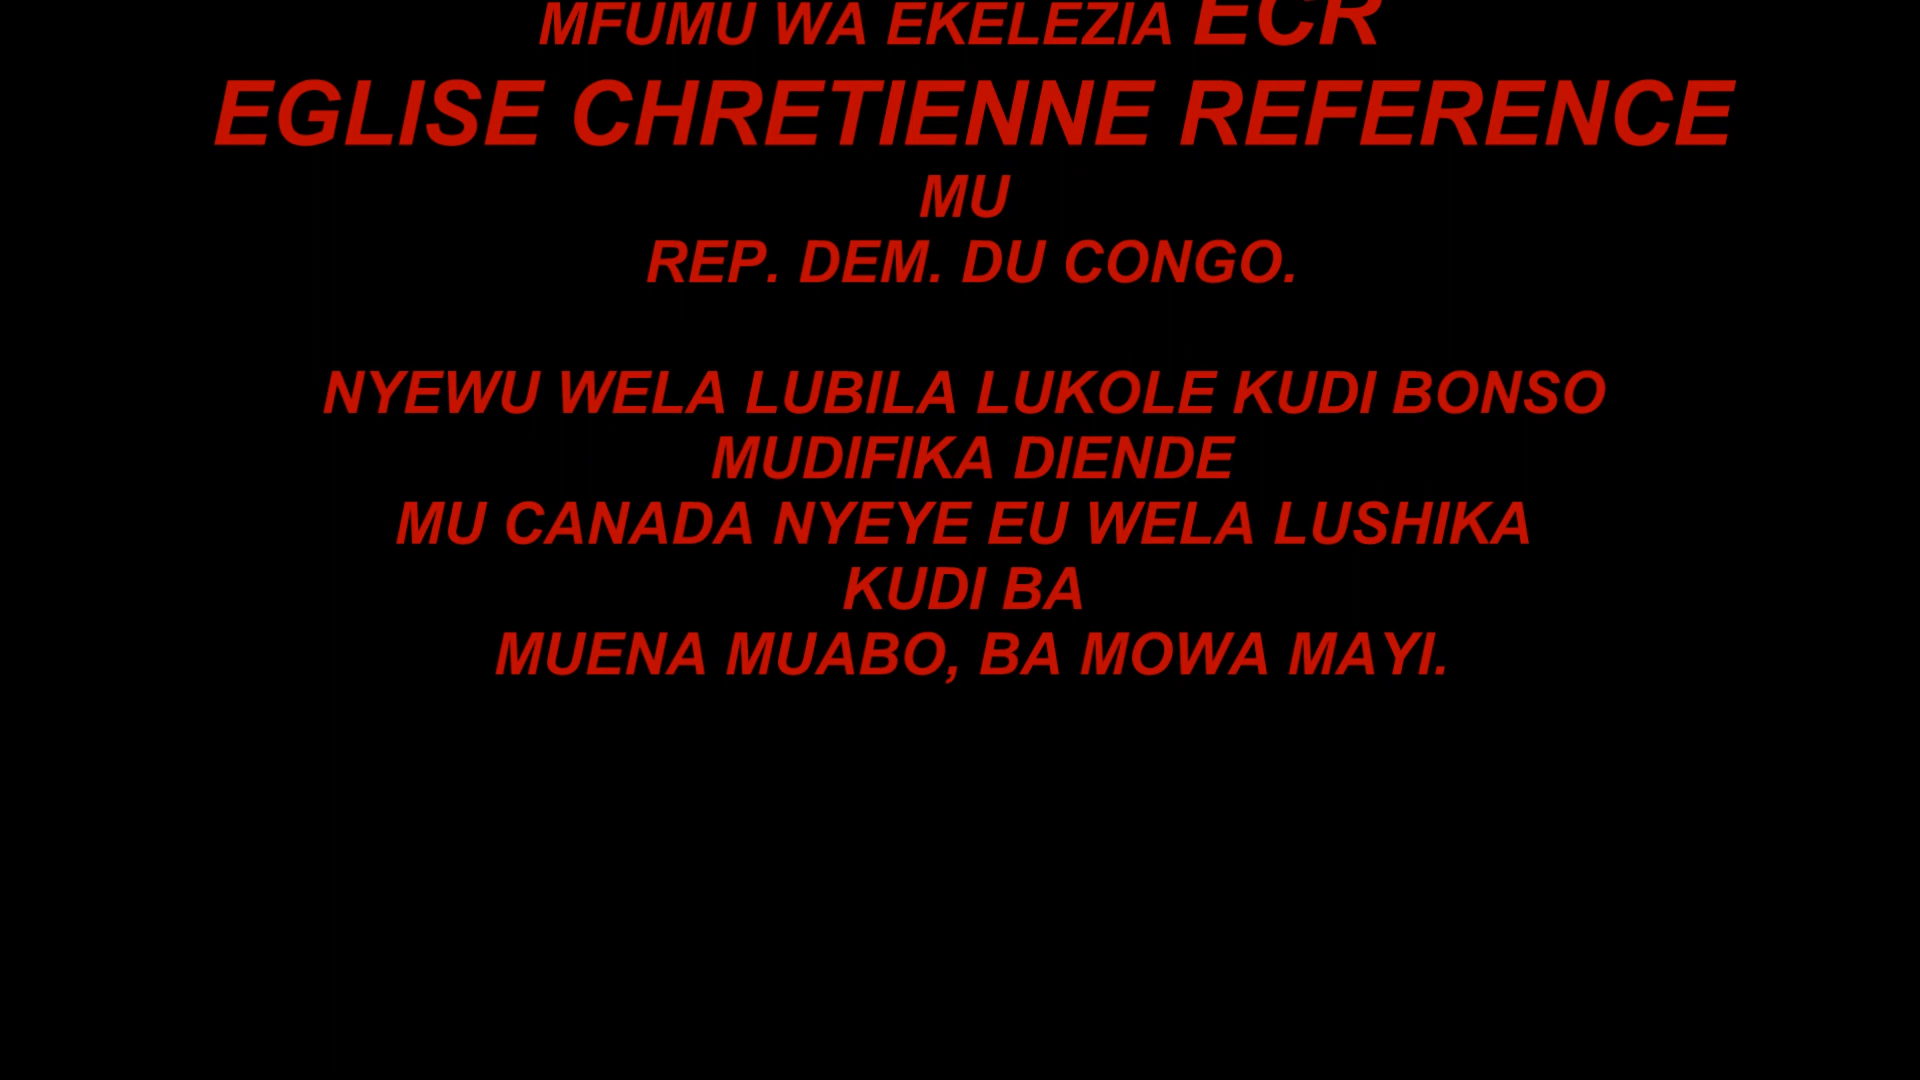 MFUMU WA EKELEZIA ECR
EGLISE CHRETIENNE REFERENCE
MU
REP. DEM. DU CONGO.
NYEWU WELA LUBILA LUKOLE KUDI BONSO
MUDIFIKA DIENDE
MU CANADA NYEYE EU WELA LUSHIKA
KUDI BA
MUENA MUABO, BA MOWA MAYI.